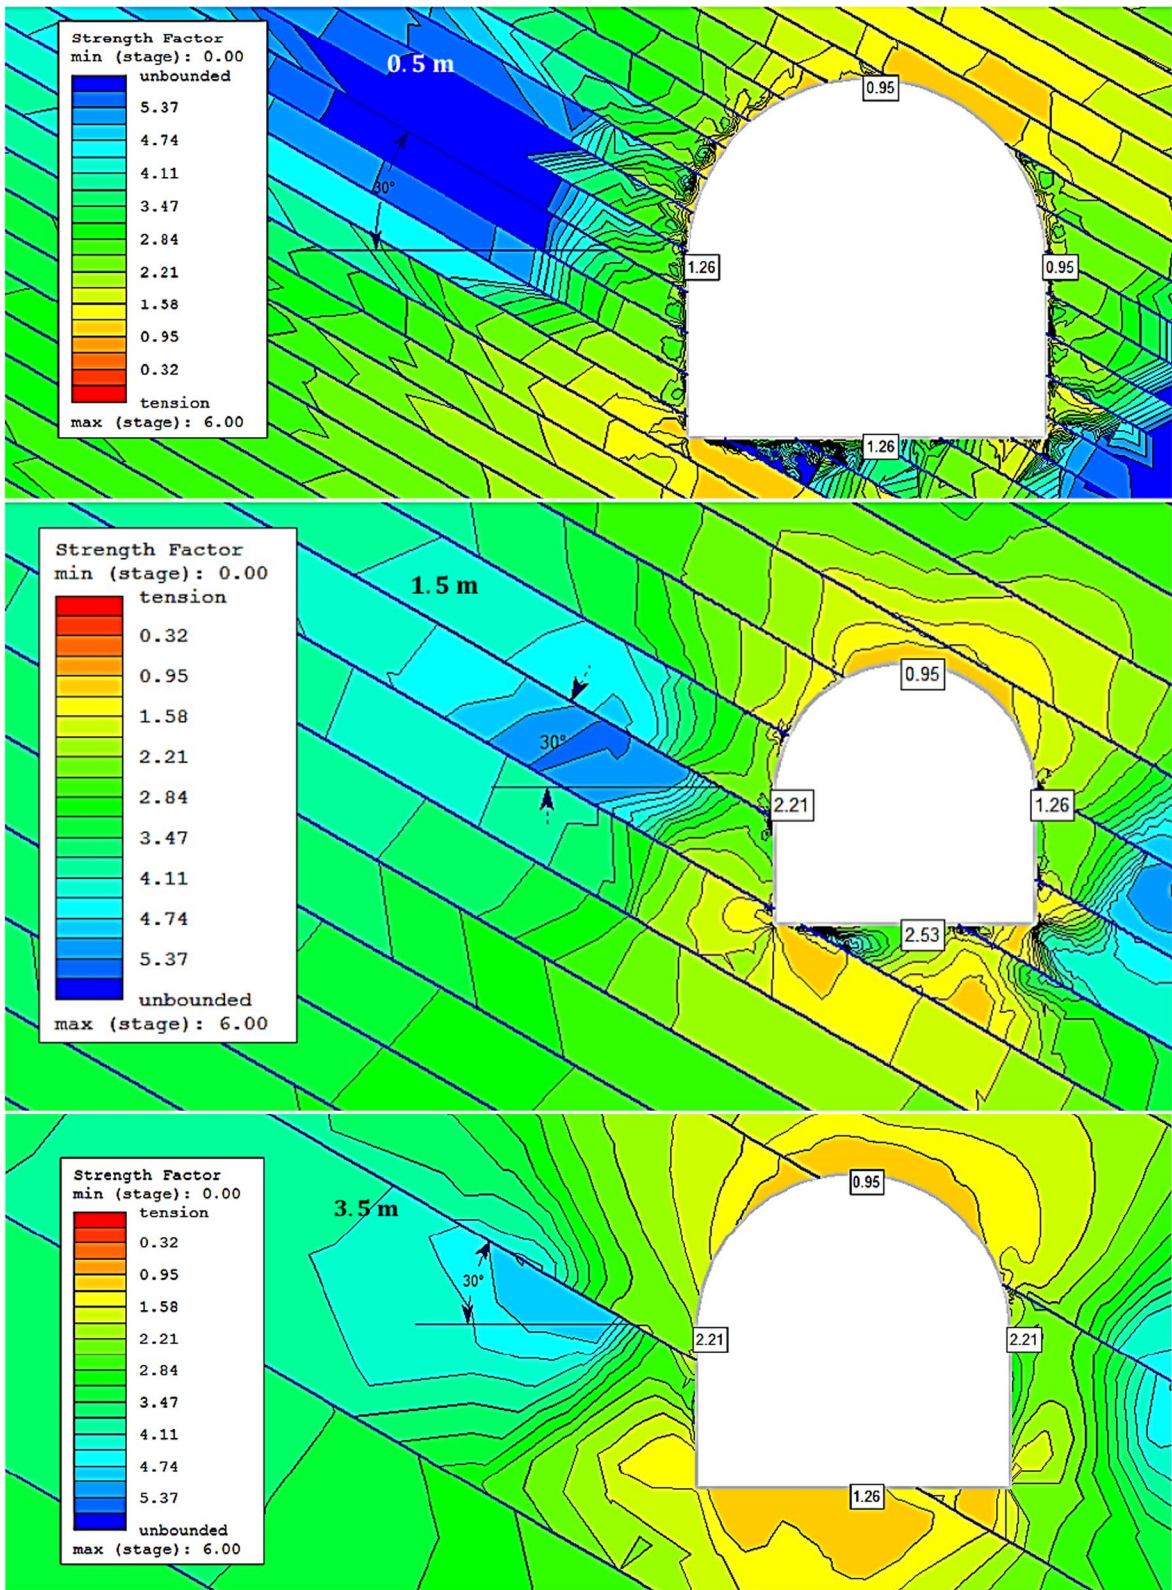 Strength Factor
min (stage): 0.00
unbounded
5.37
4.74
4.11
3.47
2.84
2.21
1.58
0.95
0.32
tension
max (stage): 6.00
0.5 m
30°
0.95
1.26
0.95
1.26
Strength Factor
min (stage): 0.00
tension
0.32
0.95
1.58
2.21
2.84
3.47
4.11
4.74
5.37
unbounded
max (stage): 6.00
1.5 m
30°
0.95
2.21
1.26
2.53
Strength Factor
min (stage): 0.00
tension
0.32
0.95
1.58
2.21
2.84
3.47
4.11
4.74
5.37
unbounded
max (stage): 6.00
3.5 m
30°
0.95
2.21
2.21
1.26